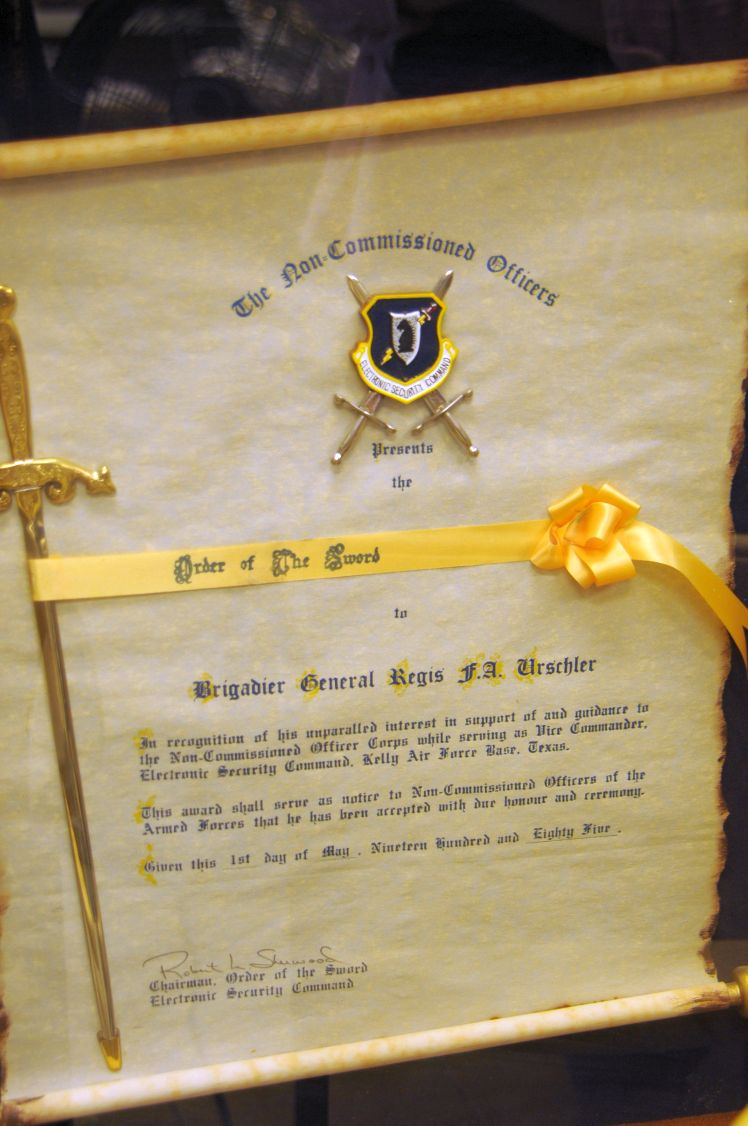 The Non-Commissioned Officers
ELECTRONIC SECURITY COMMAND
Presents
the
Order of The Sword
to
Brigadier General Regis F.A. Urschler
In recognition of his unparalled interest in support of and guidance to
the Non-Commissioned Officer Corps while serving as Vice Commander,
Electronic Security Command, Kelly Air Force Base, Texas.
This award shall serve as notice to Non-Commissioned Officers of the
Armed Forces that he has been accepted with due honour and ceremony.
Given this 1st day of May, Nineteen Hundred and Eighty Five.
Robert L. Sherwood
Chairman, Order of the Sword
Electronic Security Command